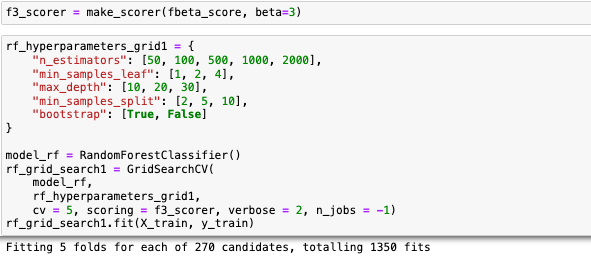 f3_scorer = make_scorer(fbeta_score, beta=3)
rf_hyperparameters_grid1 = {
    "n_estimators": [50, 100, 500, 1000, 2000],
    "min_samples_leaf": [1, 2, 4],
    "max_depth": [10, 20, 30],
    "min_samples_split": [2, 5, 10],
    "bootstrap": [True, False]
}
model_rf = RandomForestClassifier()
rf_grid_search1 = GridSearchCV(
    model_rf,
    rf_hyperparameters_grid1,
    cv = 5, scoring = f3_scorer, verbose = 2, n_jobs = -1)
rf_grid_search1.fit(X_train, y_train)
Fitting 5 folds for each of 270 candidates, totalling 1350 fits